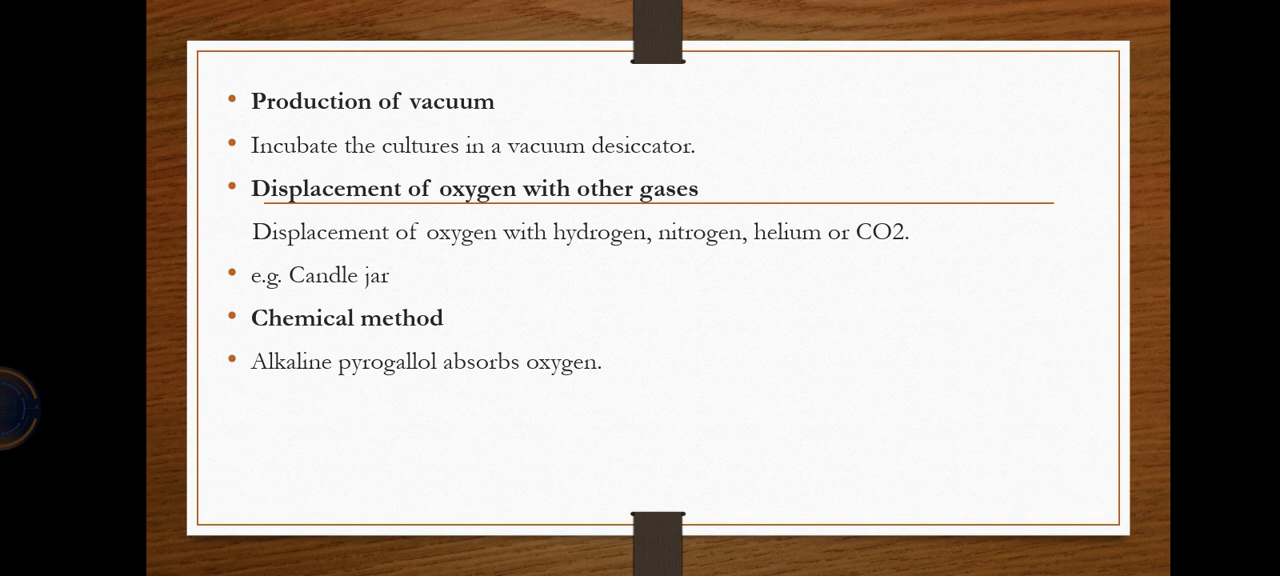 • Production of vacuum
• Incubate the cultures in a vacuum desiccator.
• Displacement of oxygen with other gases
Displacement of oxygen with hydrogen, nitrogen, helium or CO2.
• e.g. Candle jar
• Chemical method
• Alkaline pyrogallol absorbs oxygen.